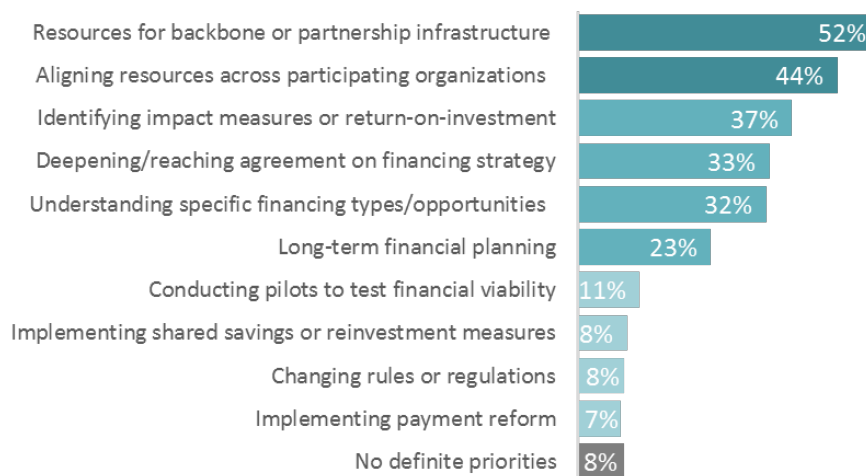 Resources for backbone or partnership infrastructure 52%
Aligning resources across participating organizations 44%
Identifying impact measures or return-on-investment 37%
Deepening/reaching agreement on financing strategy 33%
Understanding specific financing types/opportunities 32%
Long-term financial planning 23%
Conducting pilots to test financial viability 11%
Implementing shared savings or reinvestment measures 8%
Changing rules or regulations 8%
Implementing payment reform 7%
No definite priorities 8%